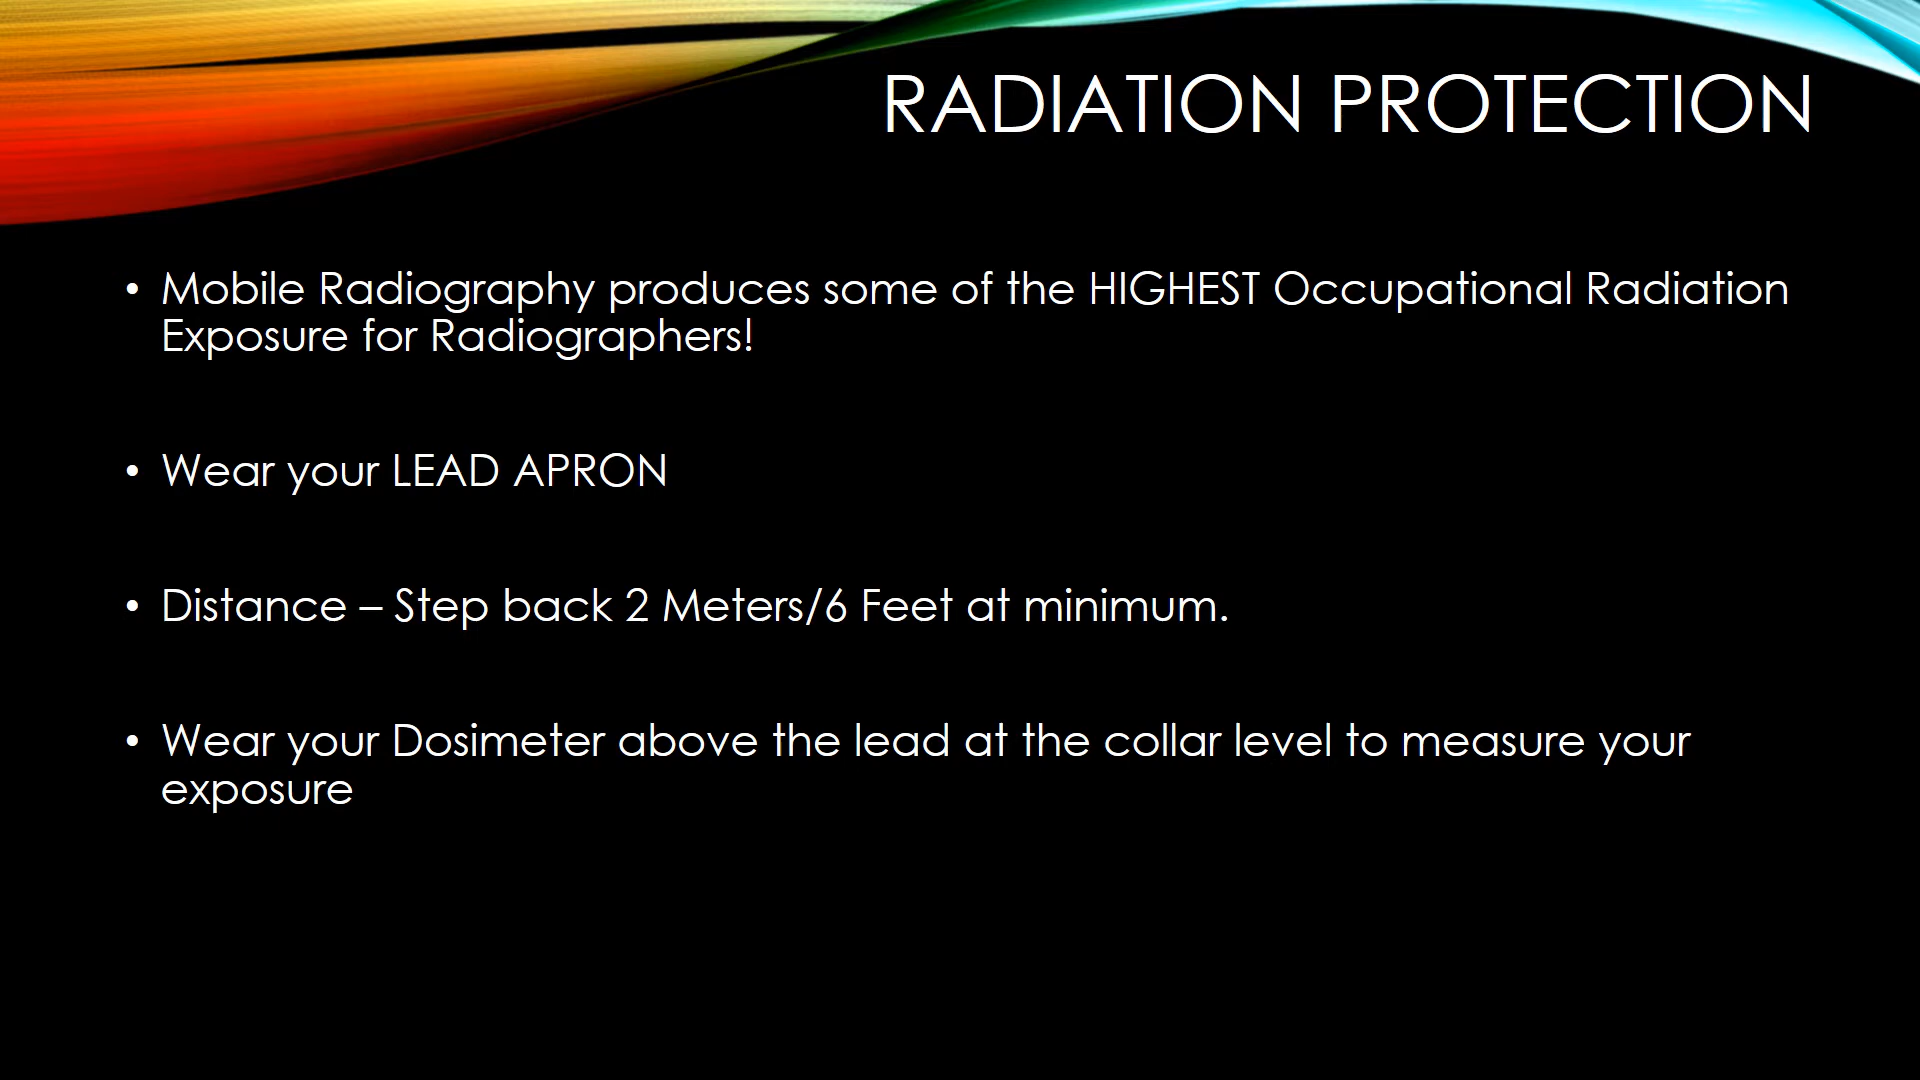 RADIATION PROTECTION
• Mobile Radiography produces some of the HIGHEST Occupational Radiation
Exposure for Radiographers!
• Wear your LEAD APRON
• Distance – Step back 2 Meters/6 Feet at minimum.
• Wear your Dosimeter above the lead at the collar level to measure your
exposure